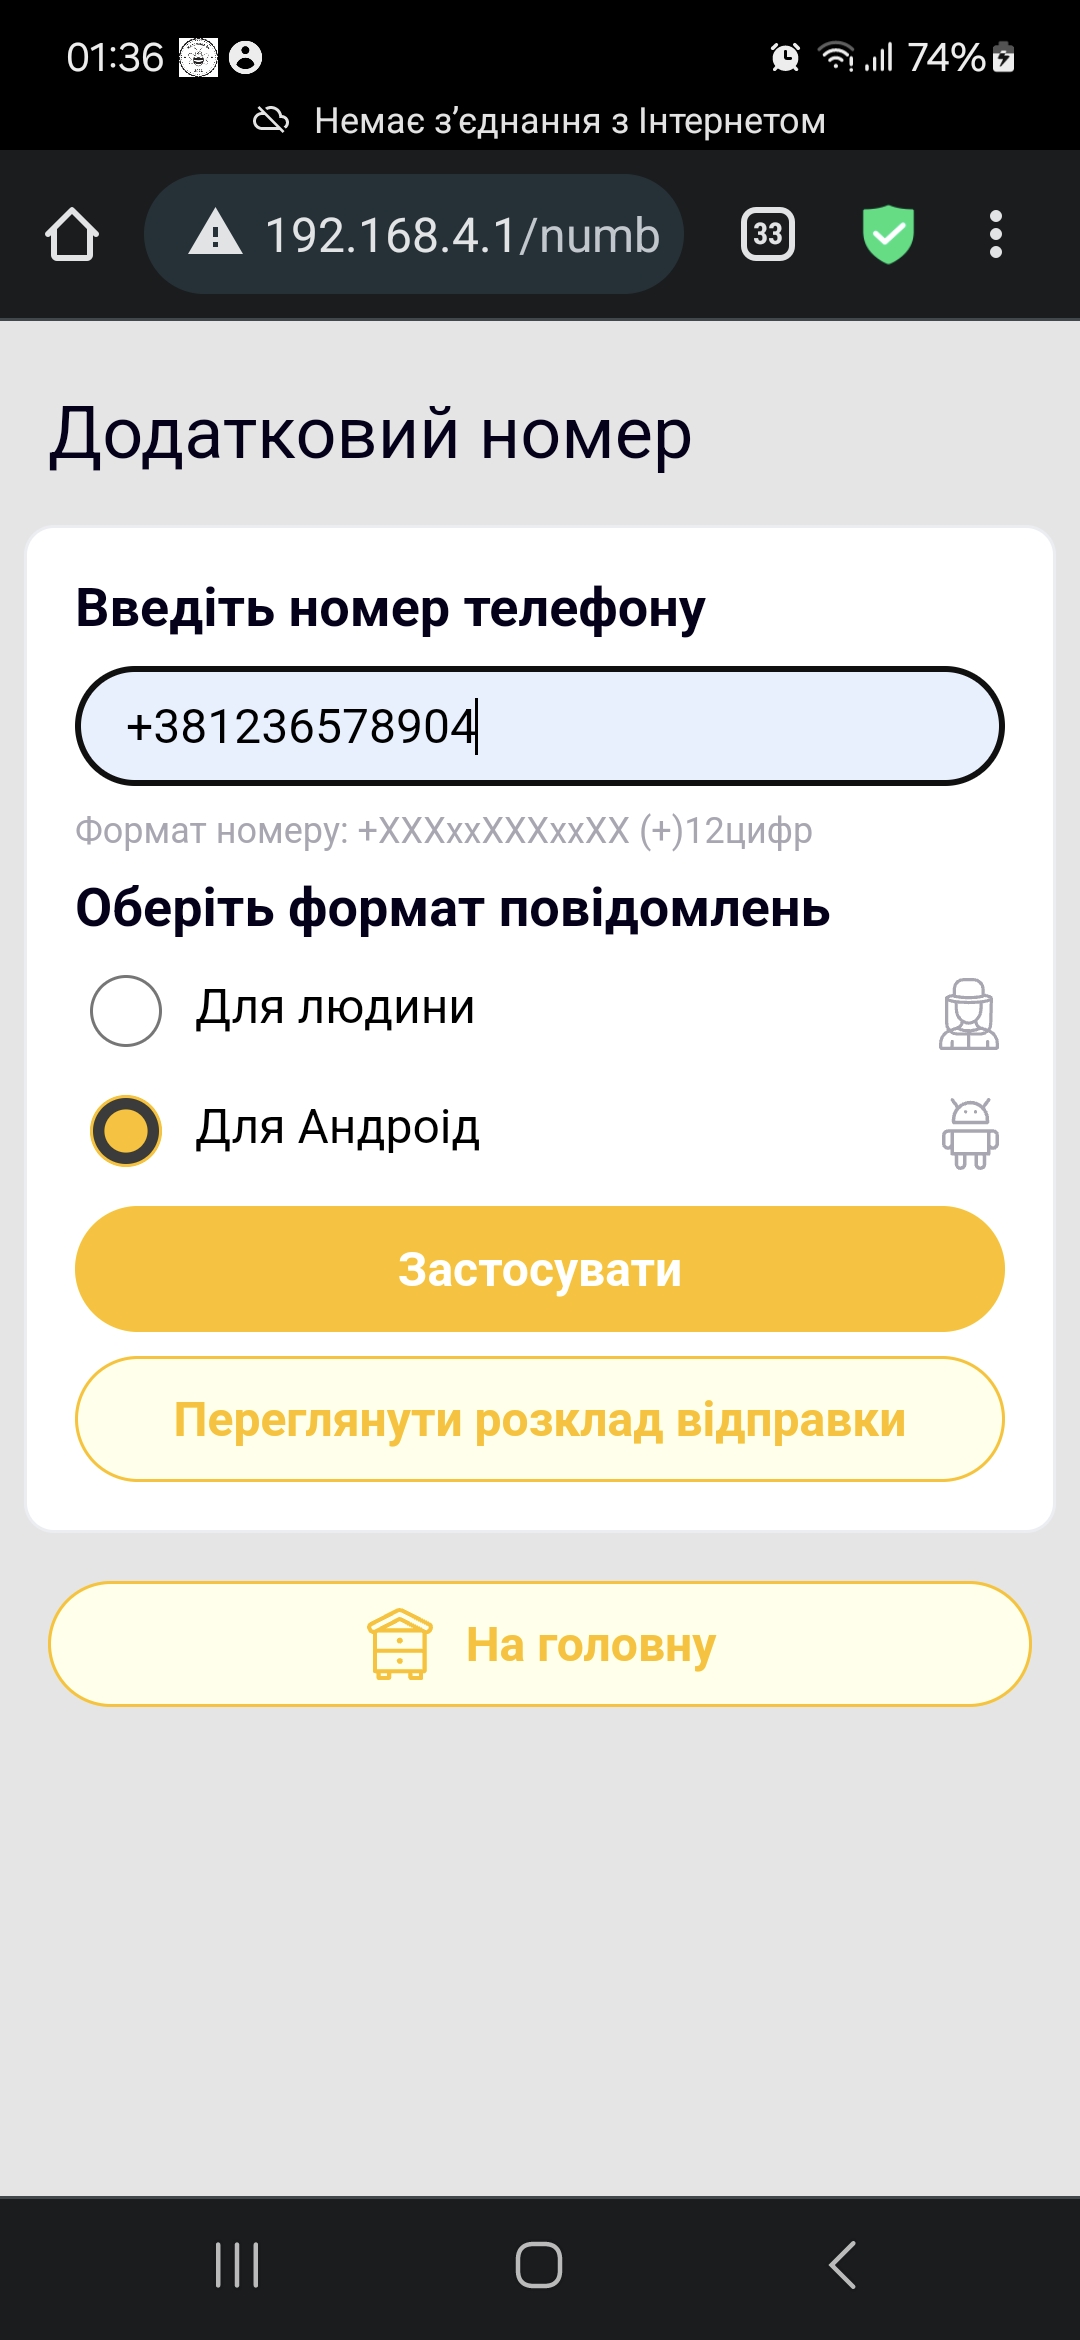 01:36
74%
Немає з’єднання з Інтернетом
192.168.4.1/numb
33
Додатковий номер
Введіть номер телефону
+381236578904
Формат номеру: +XXXxxXXXxxXX (+)12цифр
Оберіть формат повідомлень
Для людини
Для Андроід
Застосувати
Переглянути розклад відправки
На головну